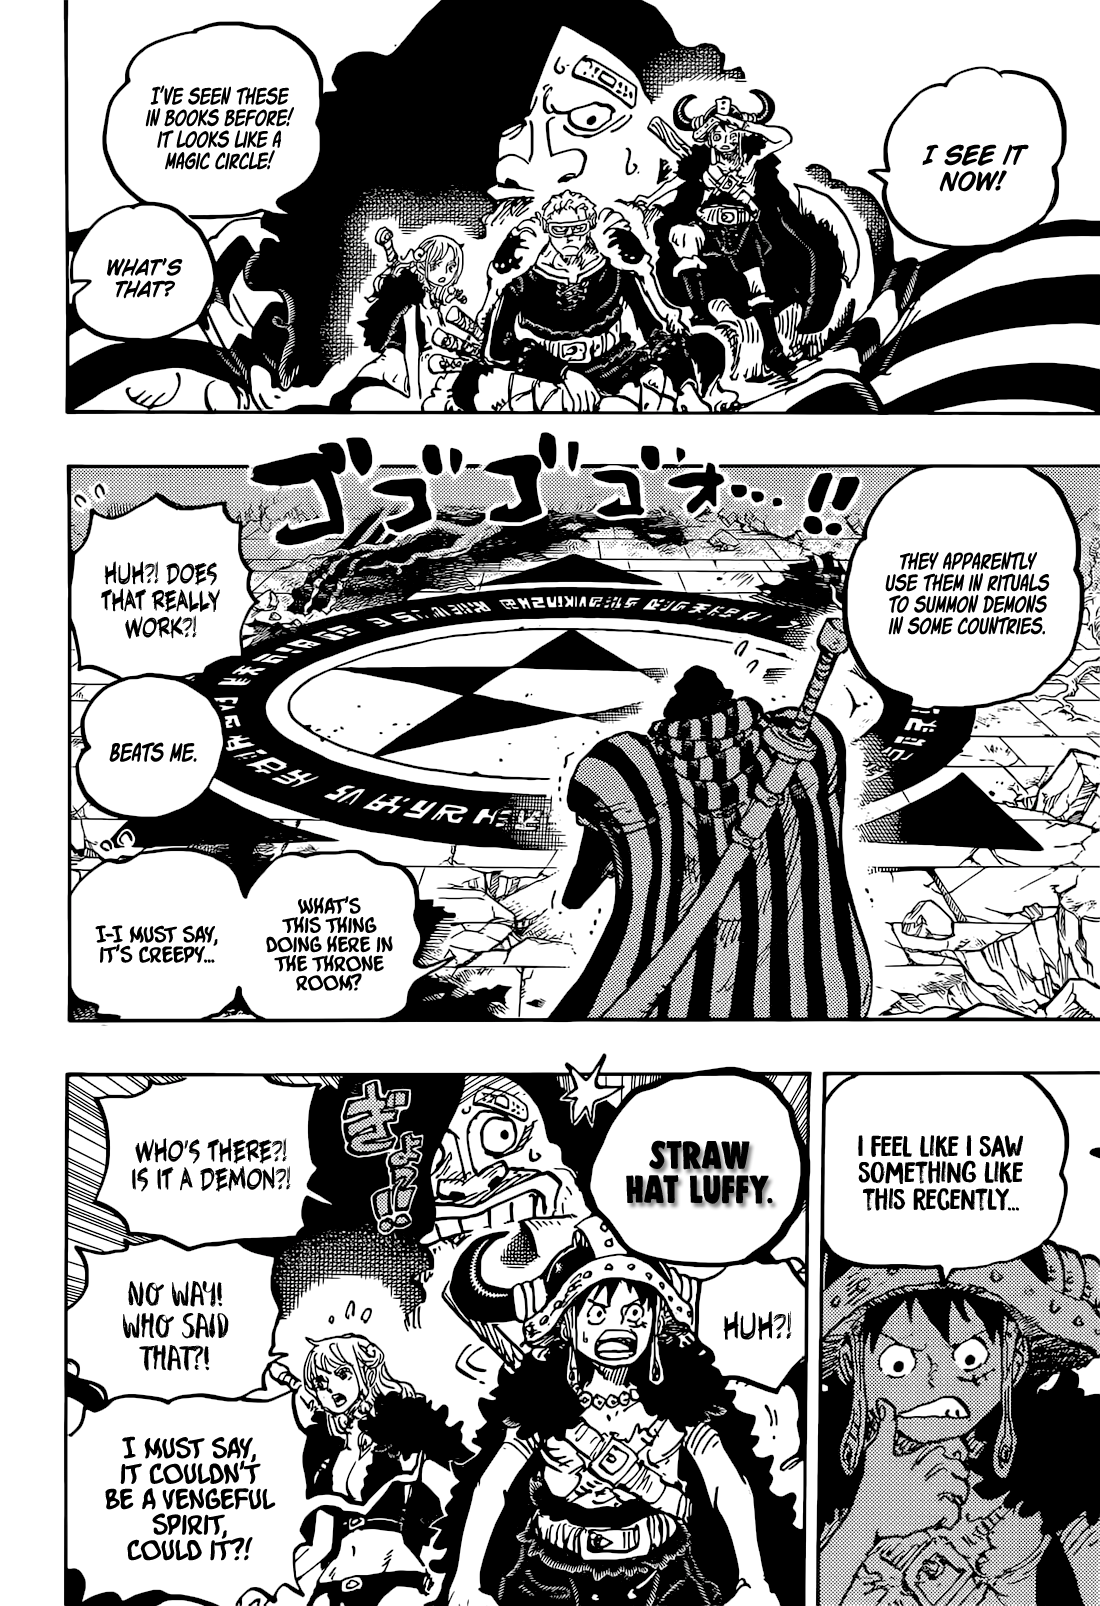 I SEE IT
NOW!
I'VE SEEN THESE
IN BOOKS BEFORE!
IT LOOKS LIKE A
MAGIC CIRCLE!
WHAT'S
THAT?
THEY APPARENTLY
USE THEM IN RITUALS
TO SUMMON DEMONS
IN SOME COUNTRIES.
ゴゴゴゴォ…!!
HUH?! DOES
THAT REALLY
WORK?!
BEATS ME.
WHAT'S
THIS THING
DOING HERE IN
THE THRONE
ROOM?
I-I MUST SAY,
IT'S CREEPY...
I FEEL LIKE I SAW
SOMETHING LIKE
THIS RECENTLY...
STRAW
HAT LUFFY.
HUH?!
ぎょっ!!
WHO'S THERE?!
IS IT A DEMON?!
NO WAY!
WHO SAID
THAT?!
I MUST SAY,
IT COULDN'T
BE A VENGEFUL
SPIRIT,
COULD IT?!